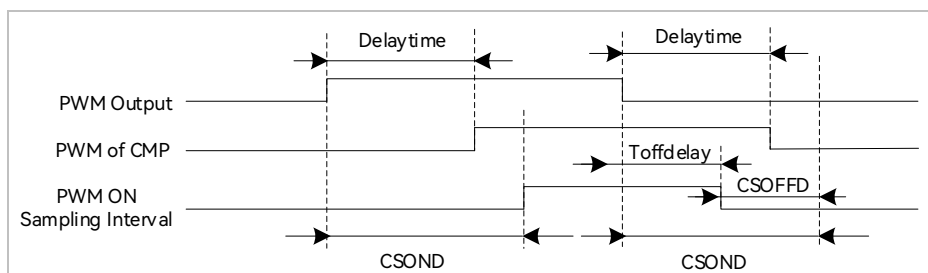 Delaytime
Delaytime
PWM Output
PWM of CMP
Toffdelay
PWM ON
Sampling Interval
CSOFFD
CSOND
CSOND